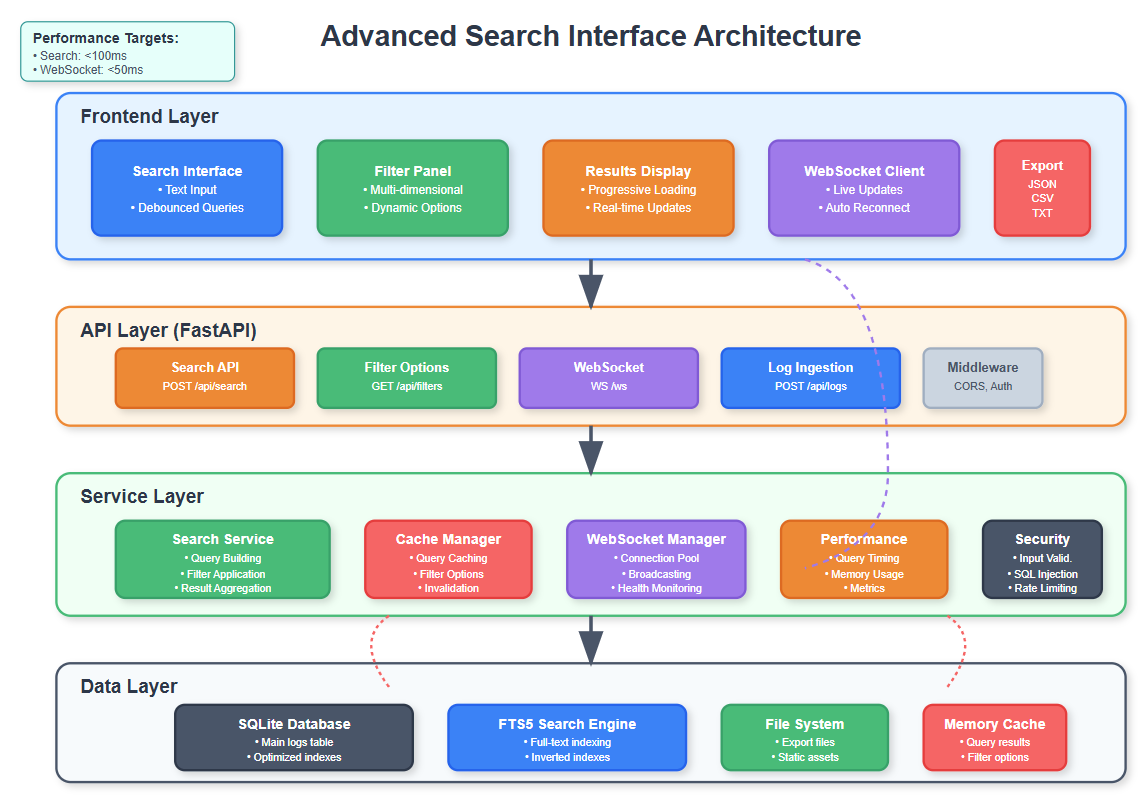 Advanced Search Interface Architecture
Performance Targets:
• Search: <100ms
• WebSocket: <50ms
Frontend Layer
Search Interface
• Text Input
• Debounced Queries
Filter Panel
• Multi-dimensional
• Dynamic Options
Results Display
• Progressive Loading
• Real-time Updates
WebSocket Client
• Live Updates
• Auto Reconnect
Export
JSON
CSV
TXT
API Layer (FastAPI)
Search API
POST /api/search
Filter Options
GET /api/filters
WebSocket
WS /ws
Log Ingestion
POST /api/logs
Middleware
CORS, Auth
Service Layer
Search Service
• Query Building
• Filter Application
• Result Aggregation
Cache Manager
• Query Caching
• Filter Options
• Invalidation
WebSocket Manager
• Connection Pool
• Broadcasting
• Health Monitoring
Performance
• Query Timing
• Memory Usage
• Metrics
Security
• Input Valid.
• SQL Injection
• Rate Limiting
Data Layer
SQLite Database
• Main logs table
• Optimized indexes
FTS5 Search Engine
• Full-text indexing
• Inverted indexes
File System
• Export files
• Static assets
Memory Cache
• Query results
• Filter options